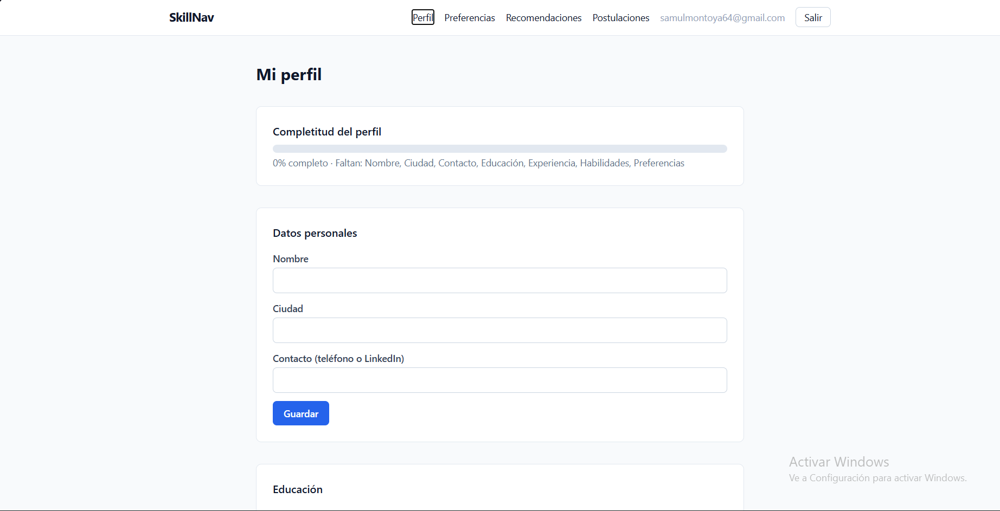 SkillNav
Perfil Preferencias Recomendaciones Postulaciones samulmontoya64@gmail.com Salir
Mi perfil
Completitud del perfil
0% completo · Faltan: Nombre, Ciudad, Contacto, Educación, Experiencia, Habilidades, Preferencias
Datos personales
Nombre
Ciudad
Contacto (teléfono o LinkedIn)
Guardar
Educación
Activar Windows
Ve a Configuración para activar Windows.